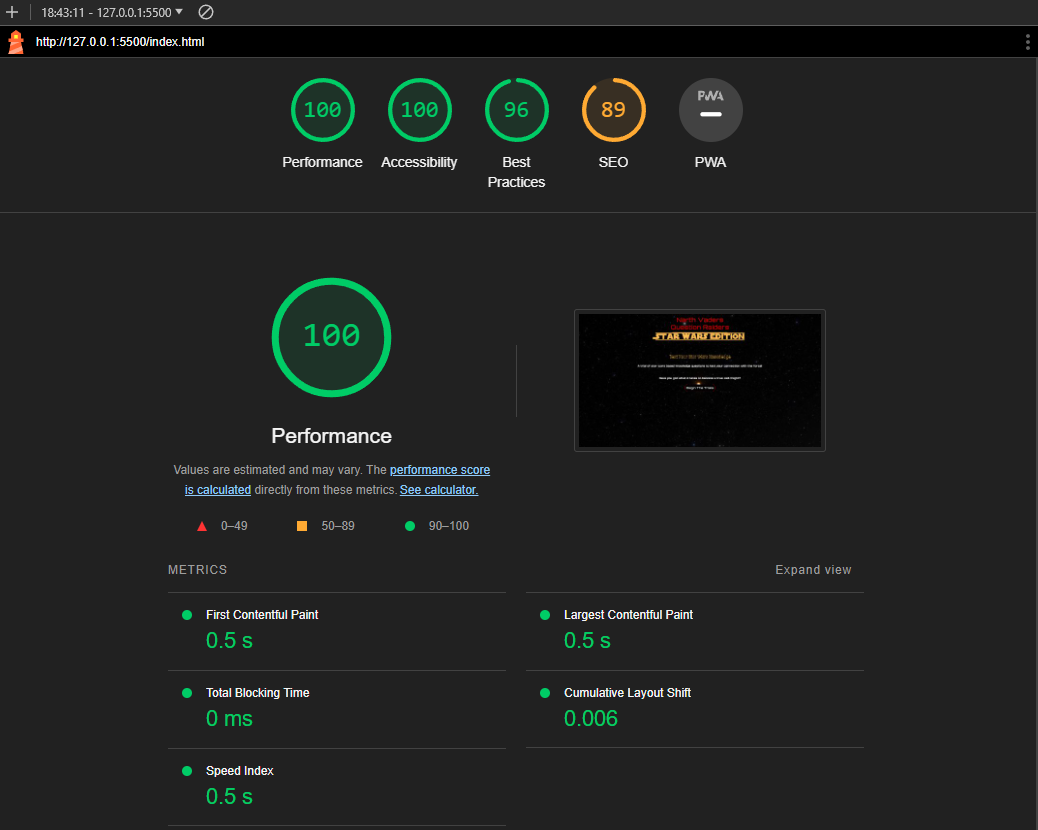 18:43:11 - 127.0.0.1:5500
http://127.0.0.1:5500/index.html
100
100
96
89
PWA
Performance
Accessibility
Best
Practices
SEO
PWA
100
STAR WARS EDITION
Performance
Values are estimated and may vary. The performance score
is calculated directly from these metrics. See calculator.
0–49
50–89
90–100
METRICS
Expand view
First Contentful Paint
0.5 s
Largest Contentful Paint
0.5 s
Total Blocking Time
0 ms
Cumulative Layout Shift
0.006
Speed Index
0.5 s